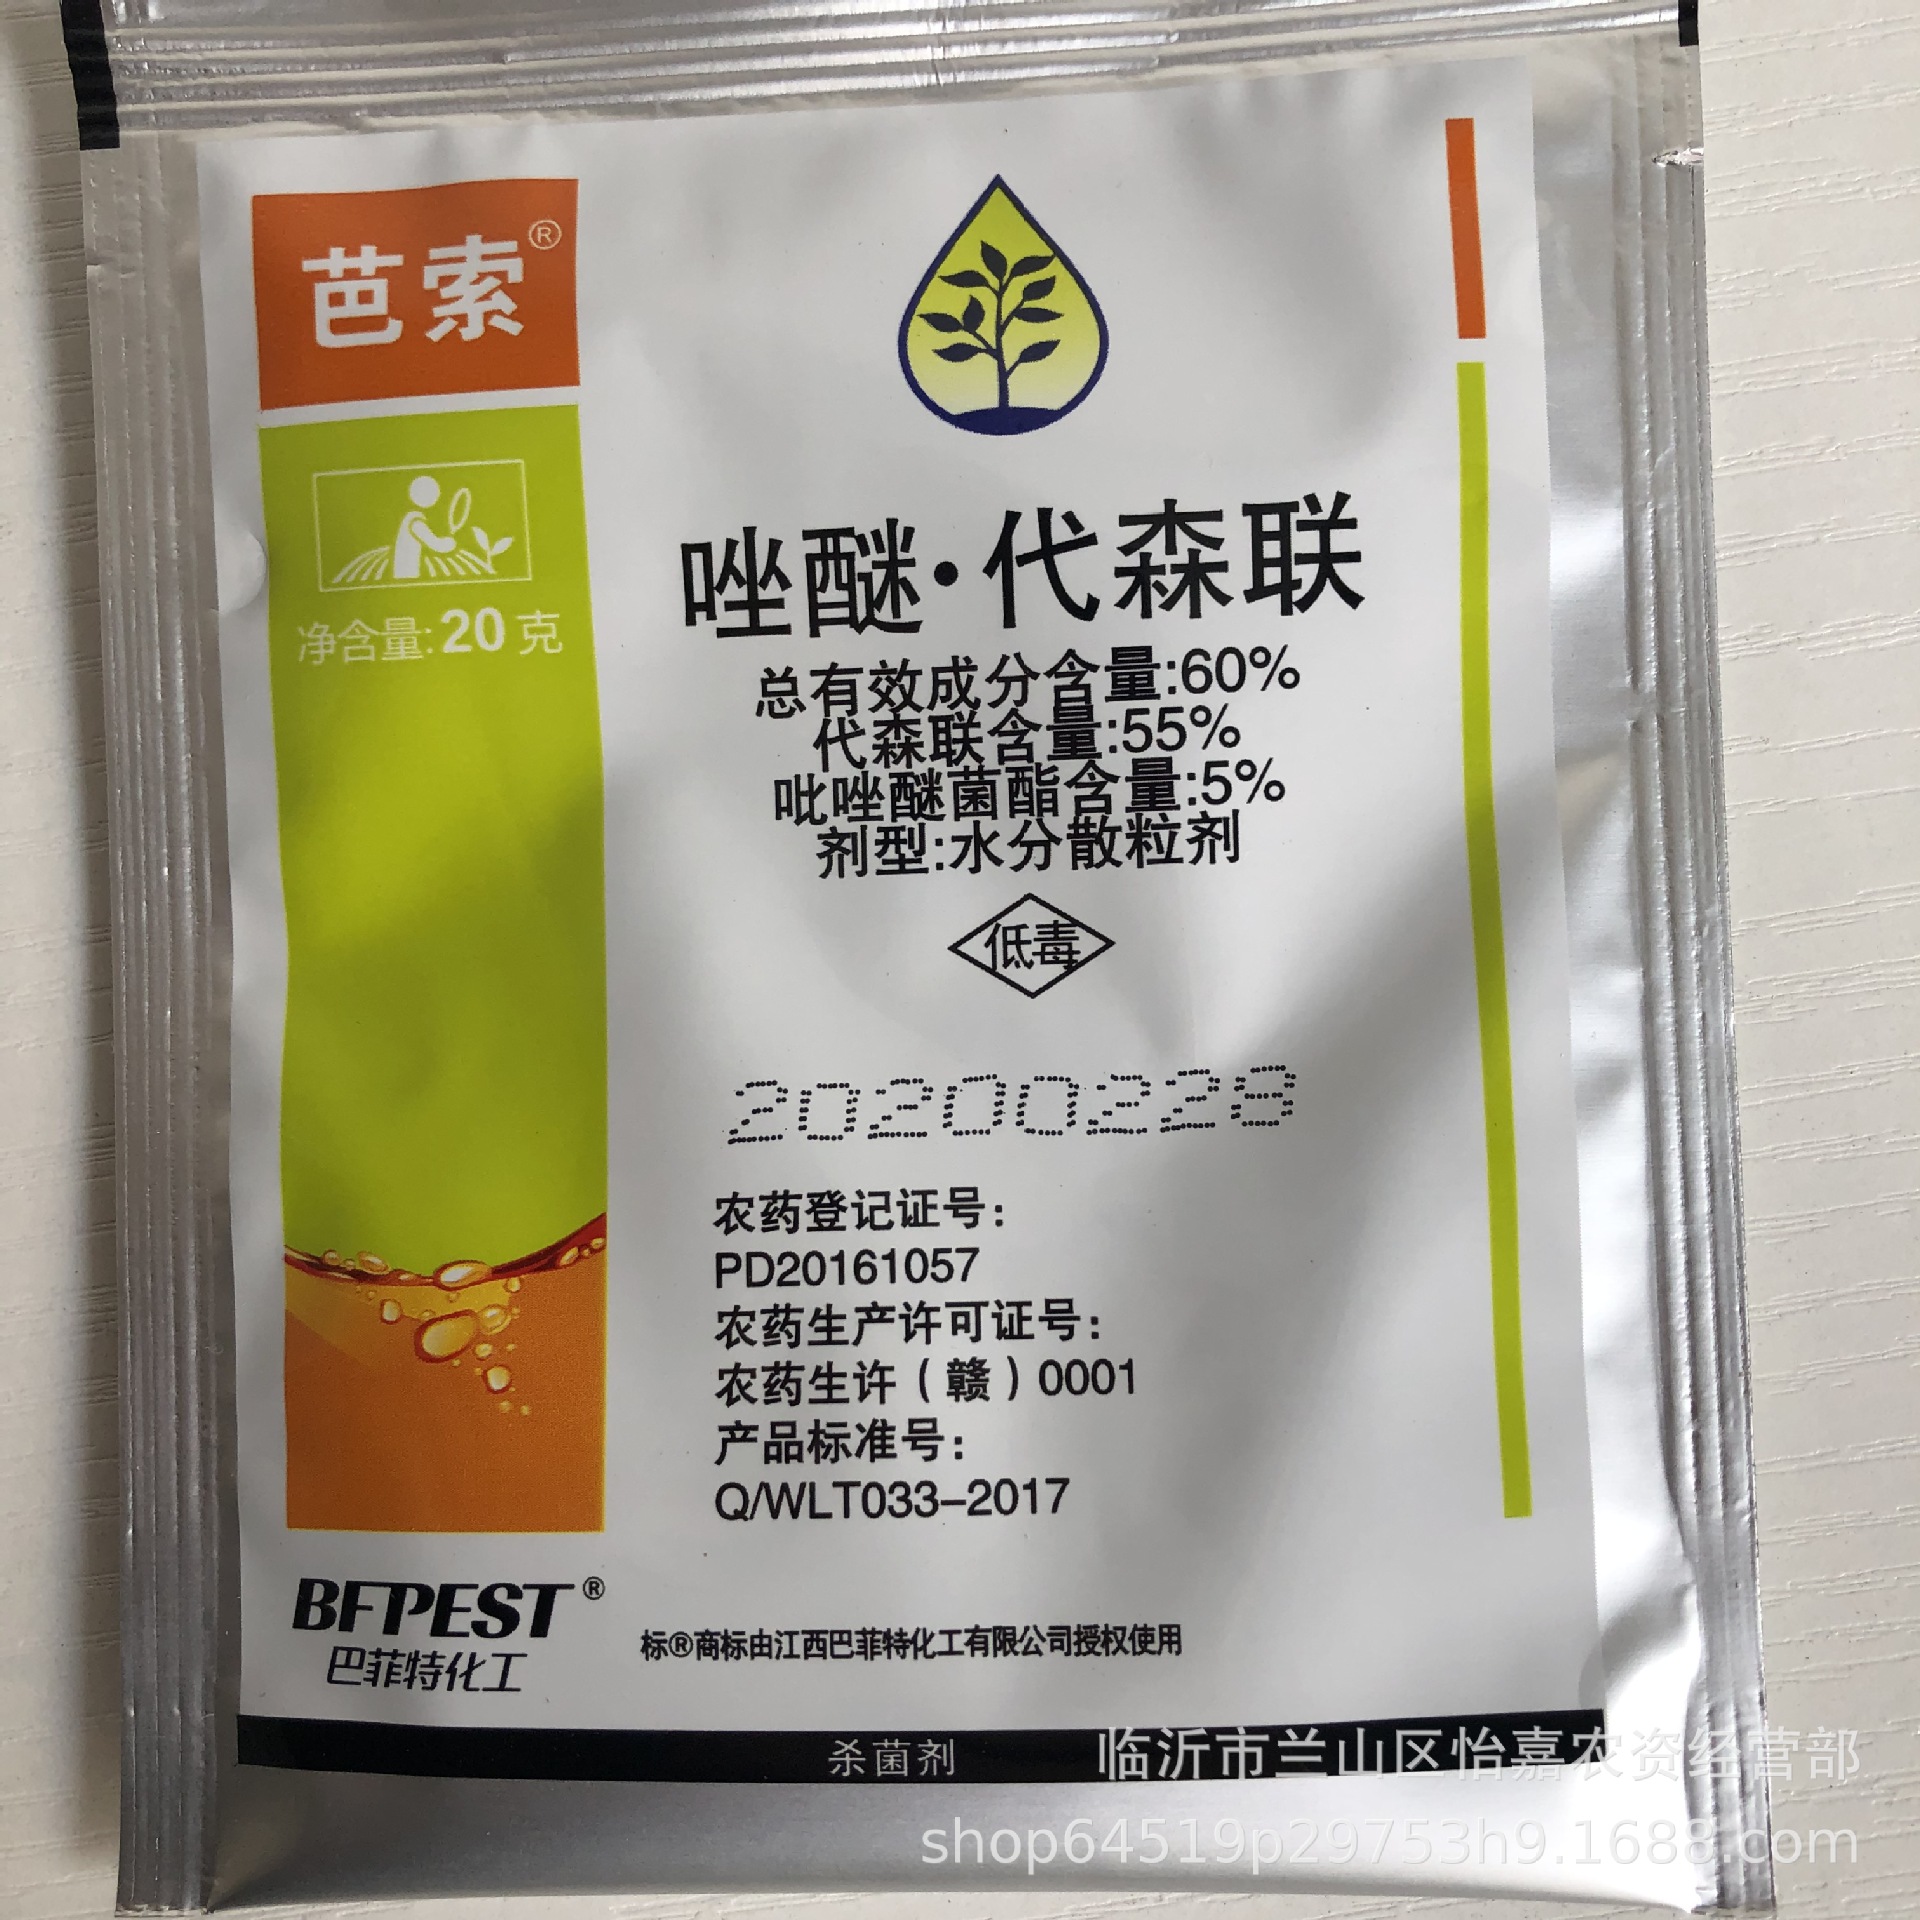 芭索®
净含量:20克
唑醚·代森联
总有效成分含量:60%
代森联含量:55%
吡唑醚菌酯含量:5%
剂型:水分散粒剂
低毒
20200228
农药登记证号:
PD20161057
农药生产许可证号:
农药生许(赣)0001
产品标准号:
Q/WLT033-2017
BFPEST®
巴菲特化工
标®商标由江西巴菲特化工有限公司授权使用
杀菌剂
临沂市兰山区怡嘉农资经营部
shop64519p29753h9.1688.com